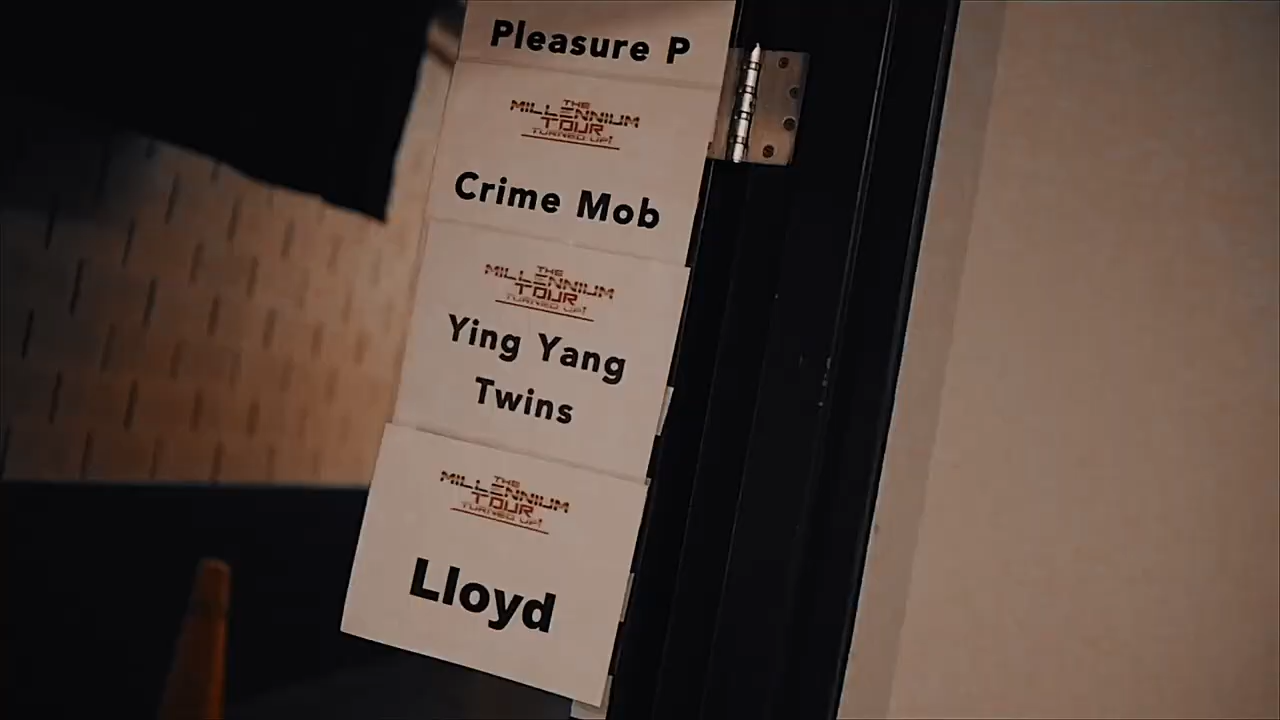 Pleasure P
THE
MILLENNIUM
TOUR
TURNED UP!
Crime Mob
THE
MILLENNIUM
TOUR
TURNED UP!
Ying Yang
Twins
THE
MILLENNIUM
TOUR
TURNED UP!
Lloyd